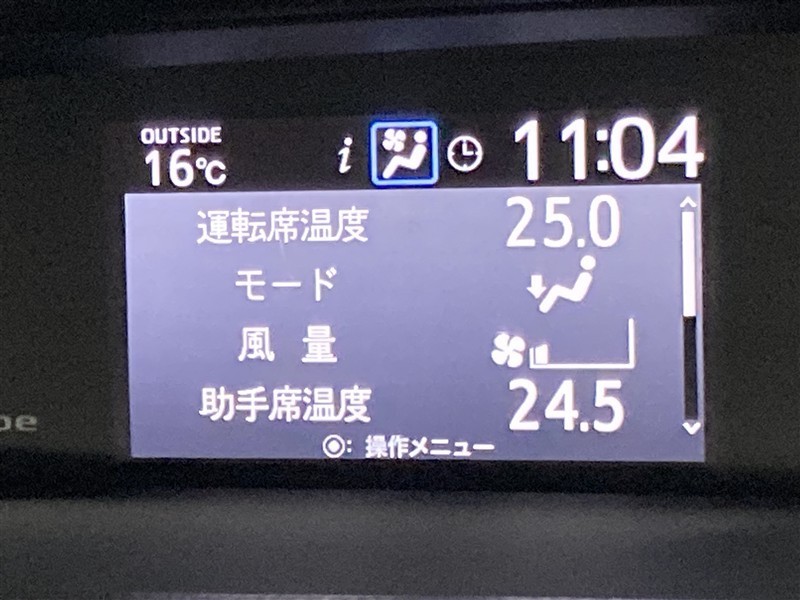 OUTSIDE
16℃ i 11:04
運転席温度 25.0
モード
風 量
助手席温度 24.5
◉: 操作メニュー